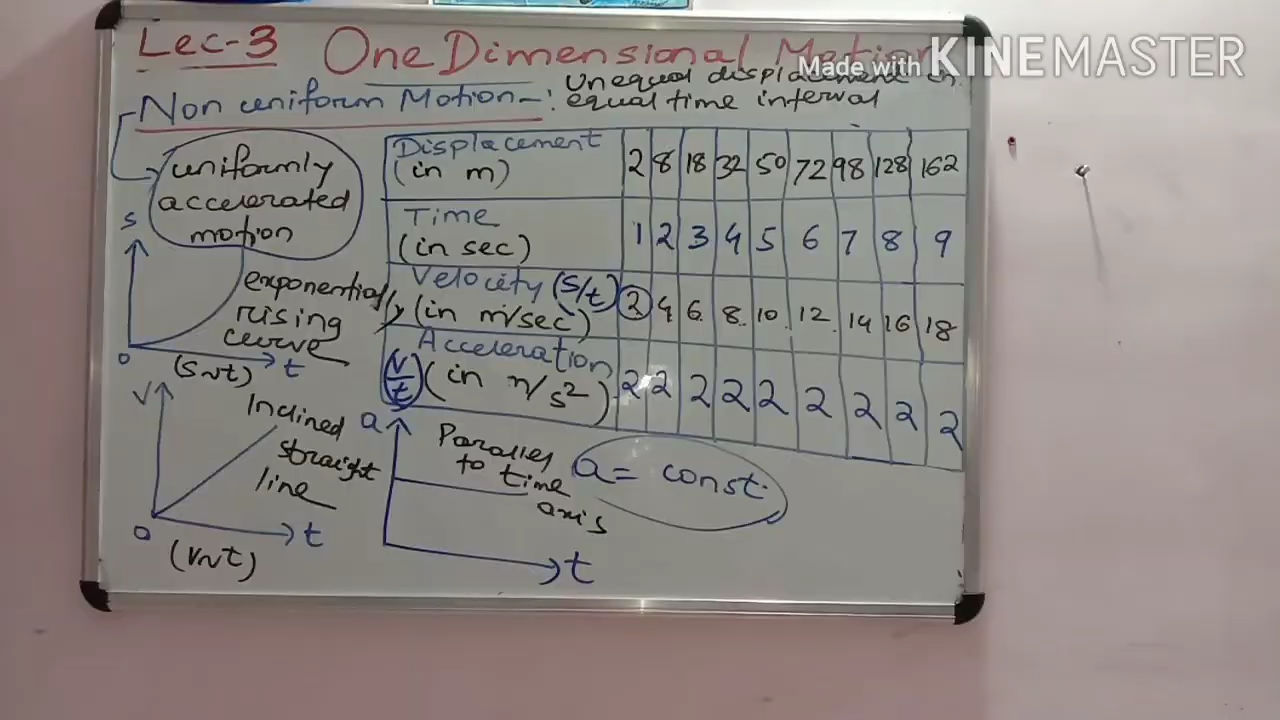 Lec-3 One Dimensional Motion
Made with KINEMASTER
Non uniform Motion-: Unequal displacement in
equal time interval
uniformly
accelerated
motion
Displacement
(in m) 2 8 18 32 50 72 98 128 162
Time
(in sec) 1 2 3 4 5 6 7 8 9
Velocity (s/t)
(in m/sec) 2 4 6. 8. 10. 12. 14 16 18
Acceleration
(V/t) (in m/s²) 2 2 2 2 2 2 2 2 2
s
exponentially
rising
curve
o
(s~t) t
V
Inclined
straight
line
o
t
(v~t)
a
Parallel
to time
axis
t
a = const.